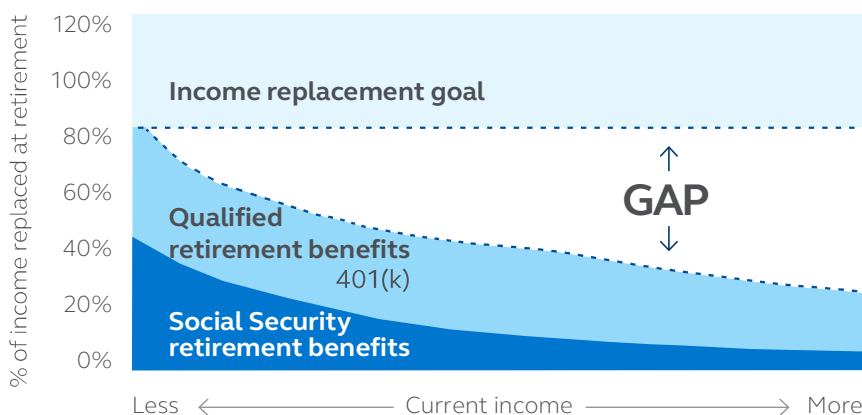 % of income replaced at retirement
120%
100%
80%
60%
40%
20%
0%
Income replacement goal
GAP
Qualified
retirement benefits
401(k)
Social Security
retirement benefits
Less
Current income
More